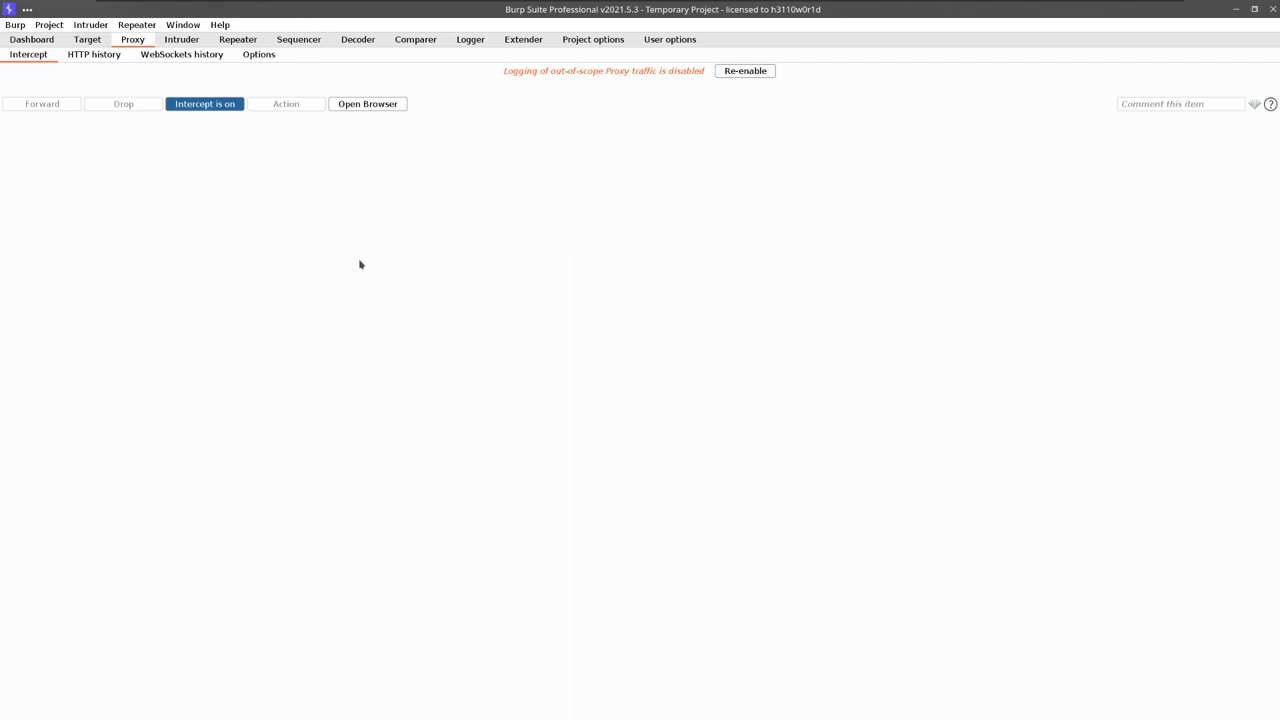 Burp Suite Professional v2021.5.3 - Temporary Project - licensed to h3110w0r1d
Burp Project Intruder Repeater Window Help
Dashboard Target Proxy Intruder Repeater Sequencer Decoder Comparer Logger Extender Project options User options
Intercept HTTP history WebSockets history Options
Logging of out-of-scope Proxy traffic is disabled Re-enable
Forward Drop Intercept is on Action Open Browser Comment this item ?